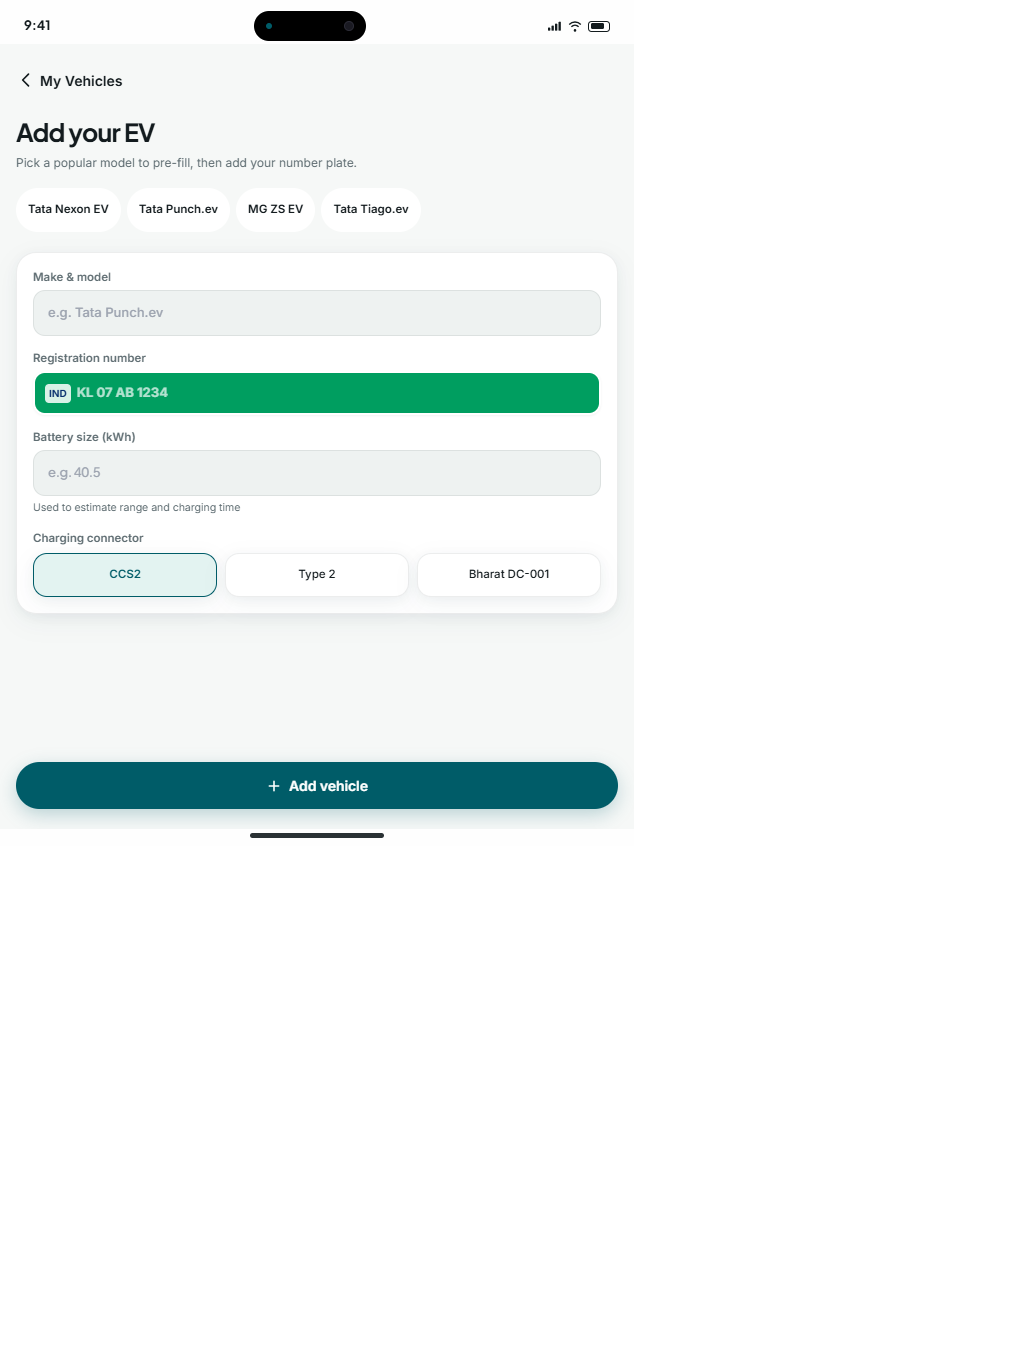 9:41
My Vehicles
Add your EV
Pick a popular model to pre-fill, then add your number plate.
Tata Nexon EV
Tata Punch.ev
MG ZS EV
Tata Tiago.ev
Make & model
e.g. Tata Punch.ev
Registration number
IND KL 07 AB 1234
Battery size (kWh)
e.g. 40.5
Used to estimate range and charging time
Charging connector
CCS2
Type 2
Bharat DC-001
+ Add vehicle